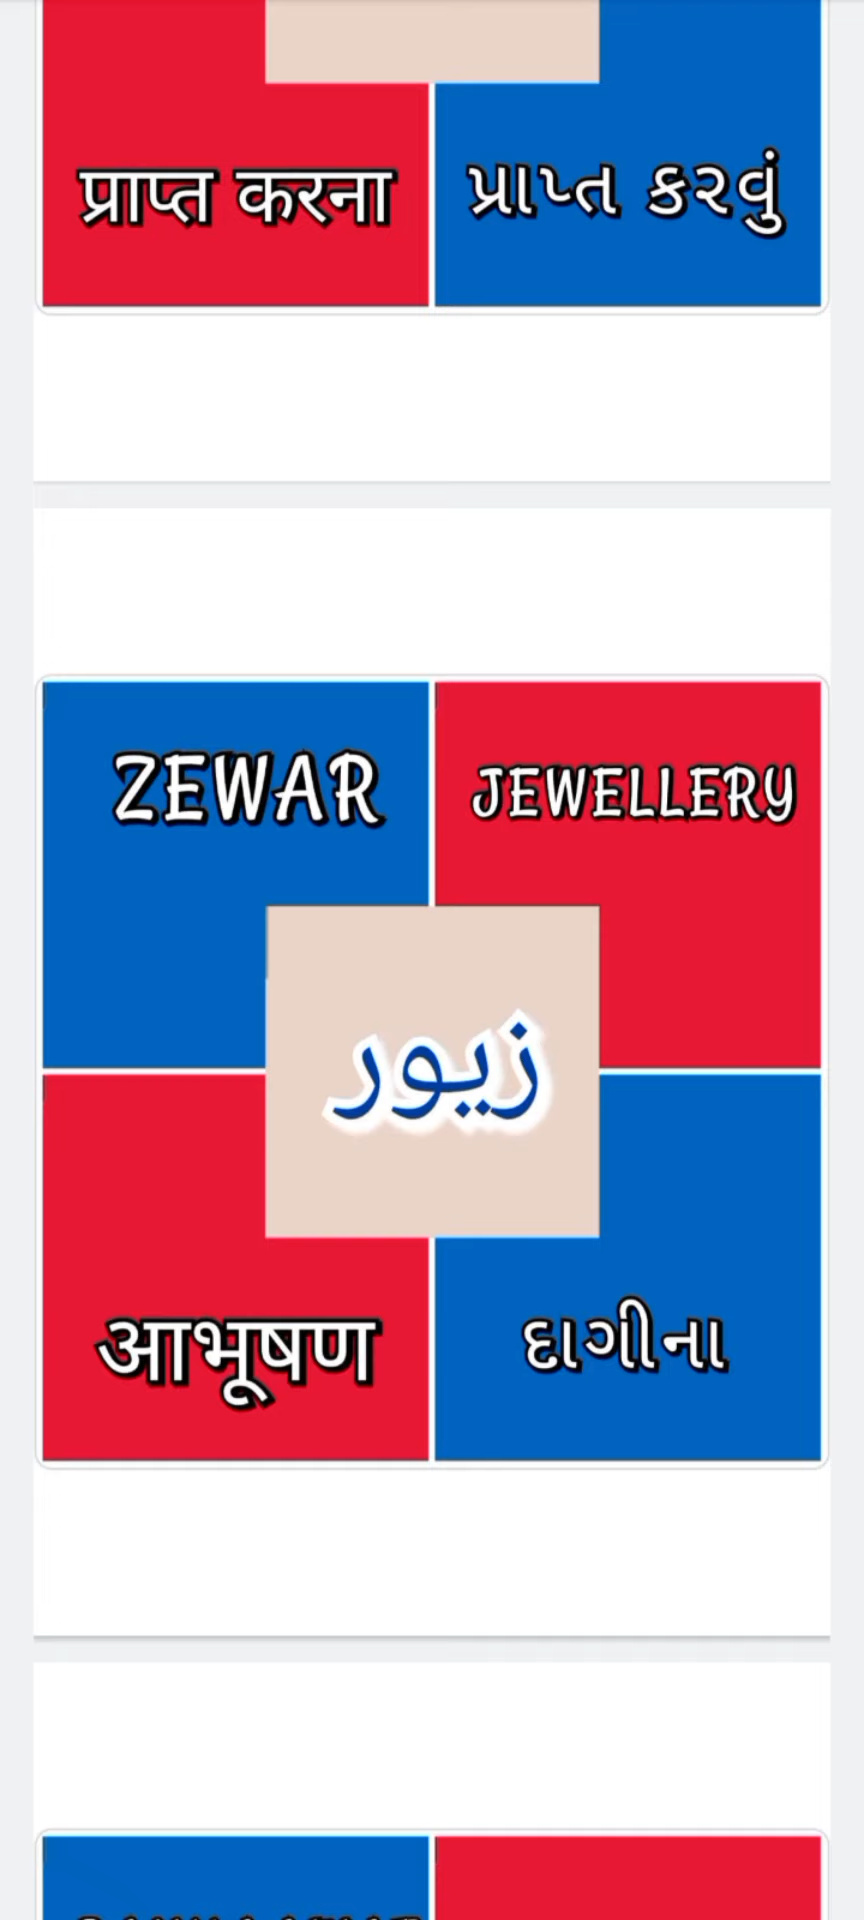 प्राप्त करना
પ્રાપ્ત કરવું
ZEWAR
JEWELLERY
زیور
आभूषण
દાગીના